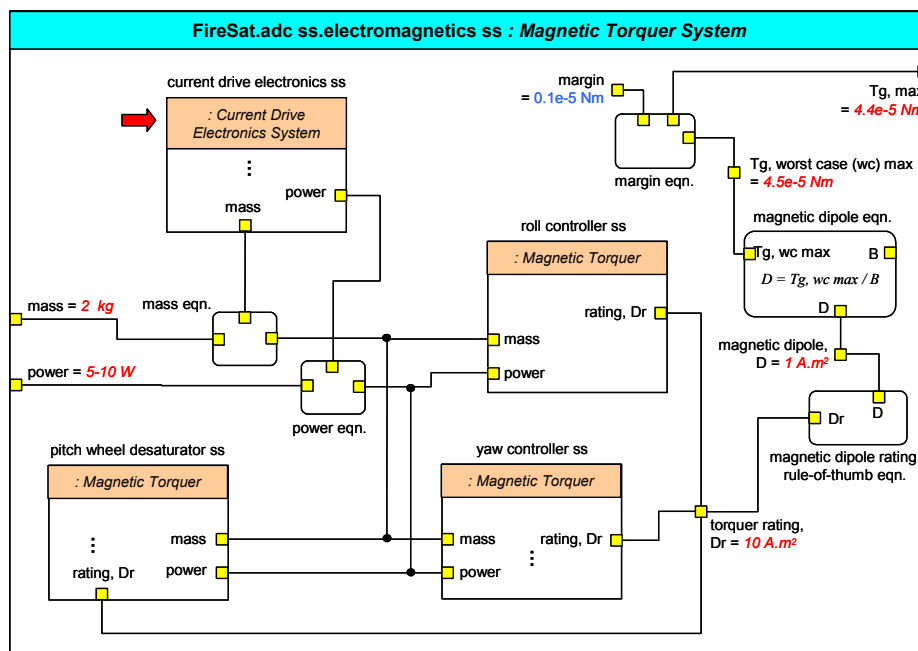 FireSat.adc ss.electromagnetics ss : Magnetic Torquer System
current drive electronics ss
: Current Drive
Electronics System
⋮
power
mass
margin
= 0.1e-5 Nm
Tg, max
= 4.4e-5 Nm
margin eqn.
Tg, worst case (wc) max
= 4.5e-5 Nm
magnetic dipole eqn.
Tg, wc max
B
D = Tg, wc max / B
D
roll controller ss
: Magnetic Torquer
rating, Dr
mass
power
mass = 2 kg
mass eqn.
power = 5-10 W
power eqn.
magnetic dipole,
D = 1 A.m²
Dr
D
magnetic dipole rating
rule-of-thumb eqn.
pitch wheel desaturator ss
: Magnetic Torquer
⋮
mass
power
rating, Dr
yaw controller ss
: Magnetic Torquer
mass
rating, Dr
⋮
power
torquer rating,
Dr = 10 A.m²